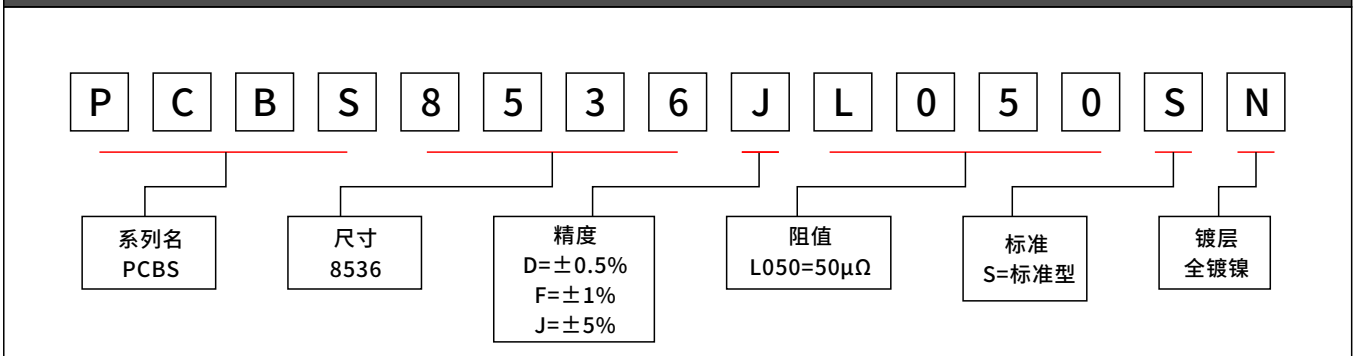 P C B S 8 5 3 6 J L 0 5 0 S N
系列名
PCBS
尺寸
8536
精度
D=±0.5%
F=±1%
J=±5%
阻值
L050=50μΩ
标准
S=标准型
镀层
全镀镍